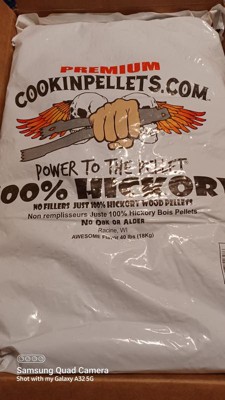 PREMIUM
COOKINPELLETS.COM
POWER TO THE PELLET
100% HICKORY
NO FILLERS JUST 100% HICKORY WOOD PELLETS
Non remplisseurs Juste 100% Hickory Bois Pellets
NO OAK OR ALDER
Racine, WI
AWESOME Flavor 40 lbs (18Kg)
Samsung Quad Camera
Shot with my Galaxy A32 5G